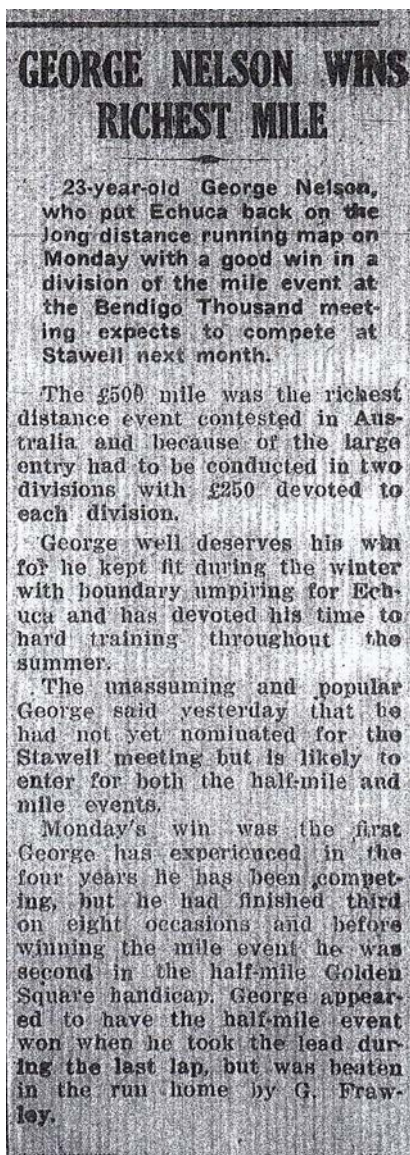 GEORGE NELSON WINS
RICHEST MILE
23-year-old George Nelson,
who put Echuca back on the
long distance running map on
Monday with a good win in a
division of the mile event at
the Bendigo Thousand meet-
ing expects to compete at
Stawell next month.
The £500 mile was the richest
distance event contested in Aus-
tralia and because of the large
entry had to be conducted in two
divisions with £250 devoted to
each division.
George well deserves his win
for he kept fit during the winter
with boundary umpiring for Ech-
uca and has devoted his time to
hard training throughout the
summer.
The unassuming and popular
George said yesterday that he
had not yet nominated for the
Stawell meeting but is likely to
enter for both the half-mile and
mile events.
Monday's win was the first
George has experienced in the
four years he has been compet-
ing, but he had finished third
on eight occasions and before
winning the mile event he was
second in the half-mile Golden
Square handicap. George appear-
ed to have the half-mile event
won when he took the lead dur-
ing the last lap, but was beaten
in the run home by G. Fraw-
ley.